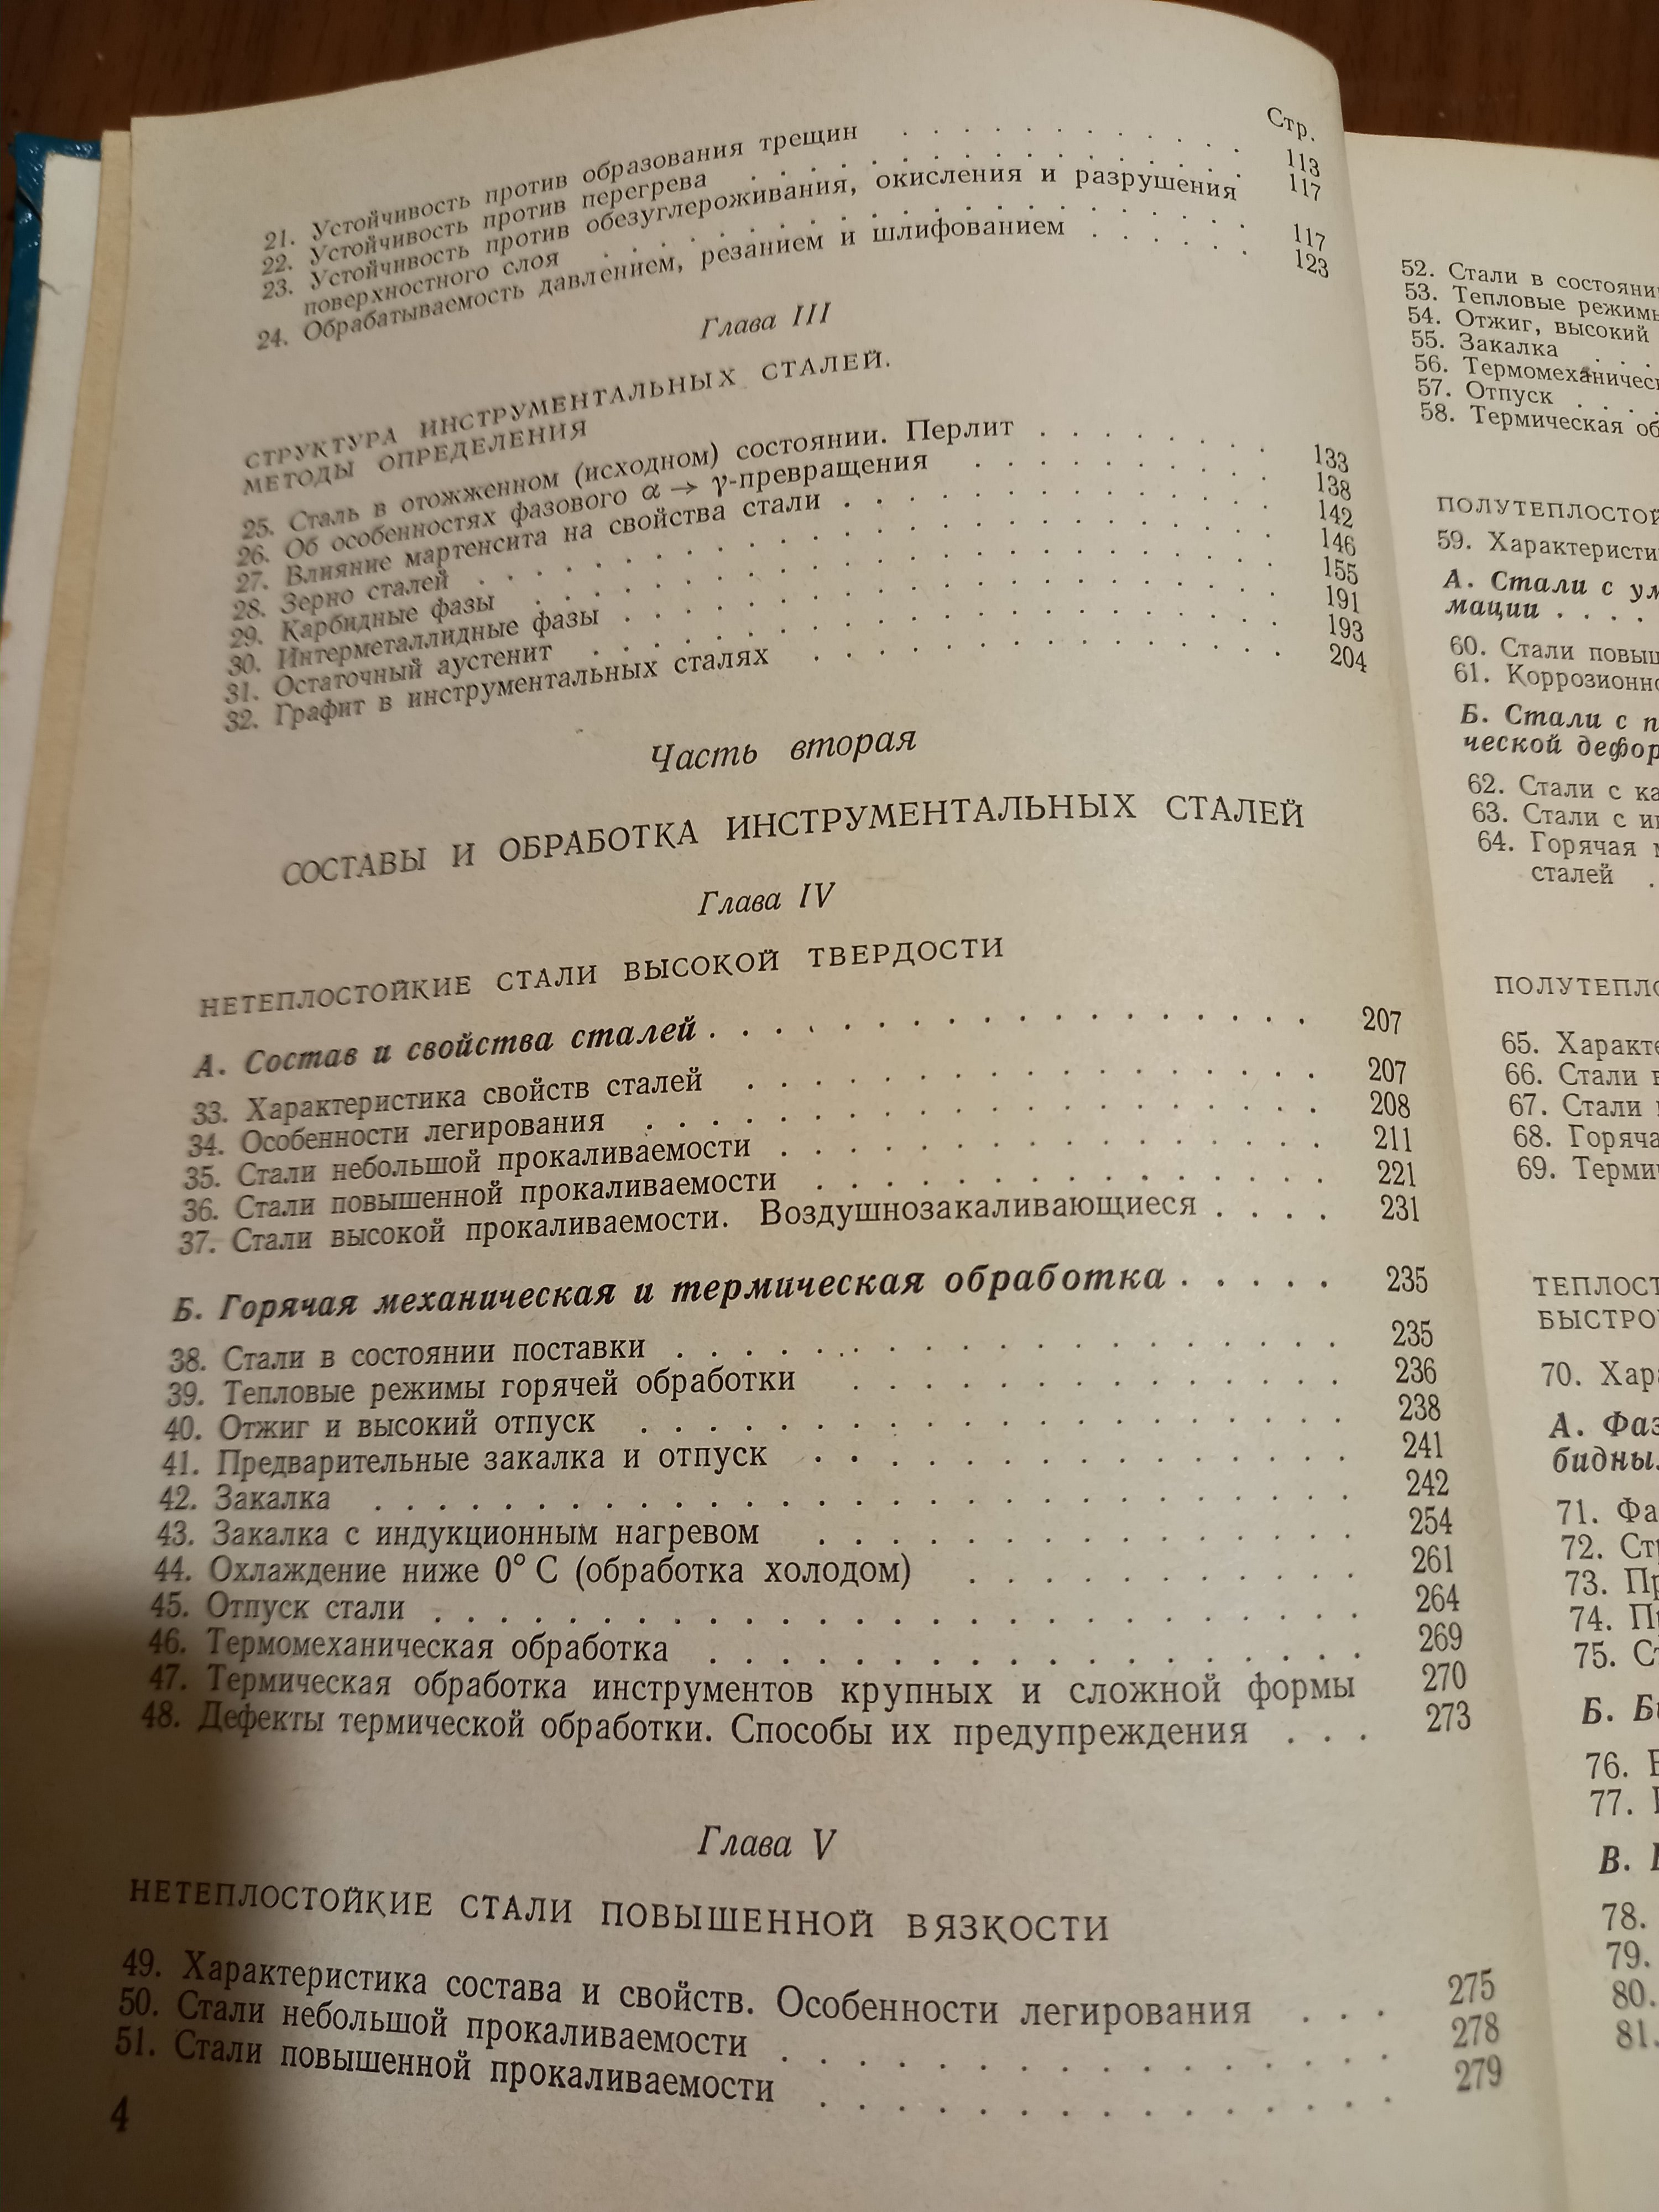 Стр.
21. Устойчивость против образования трещин . . . . . . . . . . 113
22. Устойчивость против перегрева . . . . . . . . . . . . . . 117
23. Устойчивость против обезуглероживания, окисления и разрушения
поверхностного слоя . . . . . . . . . . . . . . . . . 117
24. Обрабатываемость давлением, резанием и шлифованием . . . . . . 123
Глава III
СТРУКТУРА ИНСТРУМЕНТАЛЬНЫХ СТАЛЕЙ.
МЕТОДЫ ОПРЕДЕЛЕНИЯ
25. Сталь в отожженном (исходном) состоянии. Перлит . . . . . . . . 133
26. Об особенностях фазового α → γ-превращения . . . . . . . . . . 138
27. Влияние мартенсита на свойства стали . . . . . . . . . . . . . 142
28. Зерно сталей . . . . . . . . . . . . . . . . . . . . . 146
29. Карбидные фазы . . . . . . . . . . . . . . . . . . . . 155
30. Интерметаллидные фазы . . . . . . . . . . . . . . . . . 191
31. Остаточный аустенит . . . . . . . . . . . . . . . . . . 193
32. Графит в инструментальных сталях . . . . . . . . . . . . . 204
Часть вторая
СОСТАВЫ И ОБРАБОТКА ИНСТРУМЕНТАЛЬНЫХ СТАЛЕЙ
Глава IV
НЕТЕПЛОСТОЙКИЕ СТАЛИ ВЫСОКОЙ ТВЕРДОСТИ
А. Состав и свойства сталей . . . . . . . . . . . . . . . . . . 207
33. Характеристика свойств сталей . . . . . . . . . . . . . . . 207
34. Особенности легирования . . . . . . . . . . . . . . . . . 208
35. Стали небольшой прокаливаемости . . . . . . . . . . . . . . 211
36. Стали повышенной прокаливаемости . . . . . . . . . . . . . 221
37. Стали высокой прокаливаемости. Воздушнозакаливающиеся . . . . 231
Б. Горячая механическая и термическая обработка . . . . . 235
38. Стали в состоянии поставки . . . . . . . . . . . . . . . . . 235
39. Тепловые режимы горячей обработки . . . . . . . . . . . . . 236
40. Отжиг и высокий отпуск . . . . . . . . . . . . . . . . . . 238
41. Предварительные закалка и отпуск . . . . . . . . . . . . . . 241
42. Закалка . . . . . . . . . . . . . . . . . . . . . . . . . 242
43. Закалка с индукционным нагревом . . . . . . . . . . . . . . 254
44. Охлаждение ниже 0° С (обработка холодом) . . . . . . . . . . 261
45. Отпуск стали . . . . . . . . . . . . . . . . . . . . . . . 264
46. Термомеханическая обработка . . . . . . . . . . . . . . . . 269
47. Термическая обработка инструментов крупных и сложной формы 270
48. Дефекты термической обработки. Способы их предупреждения . . . 273
Глава V
НЕТЕПЛОСТОЙКИЕ СТАЛИ ПОВЫШЕННОЙ ВЯЗКОСТИ
49. Характеристика состава и свойств. Особенности легирования . . . 275
50. Стали небольшой прокаливаемости . . . . . . . . . . . . . . 278
51. Стали повышенной прокаливаемости . . . . . . . . . . . . . 279
4
52. Стали в
53. Тепловые
54. Отжиг, высокий
55. Закалка . . .
56.
57. Отпуск . . . .
58. Термическая
59.
А. Стали с
мации . . . .
60. Стали
61.
Б. Стали с
ческой
62. Стали с
63. Стали с
64. Горячая
сталей .
65.
66. Стали
67. Стали
68.
69.
70.
А.
71.
72.
73.
74.
75.
Б.
76.
77.
В.
78.
79.
80.
81.